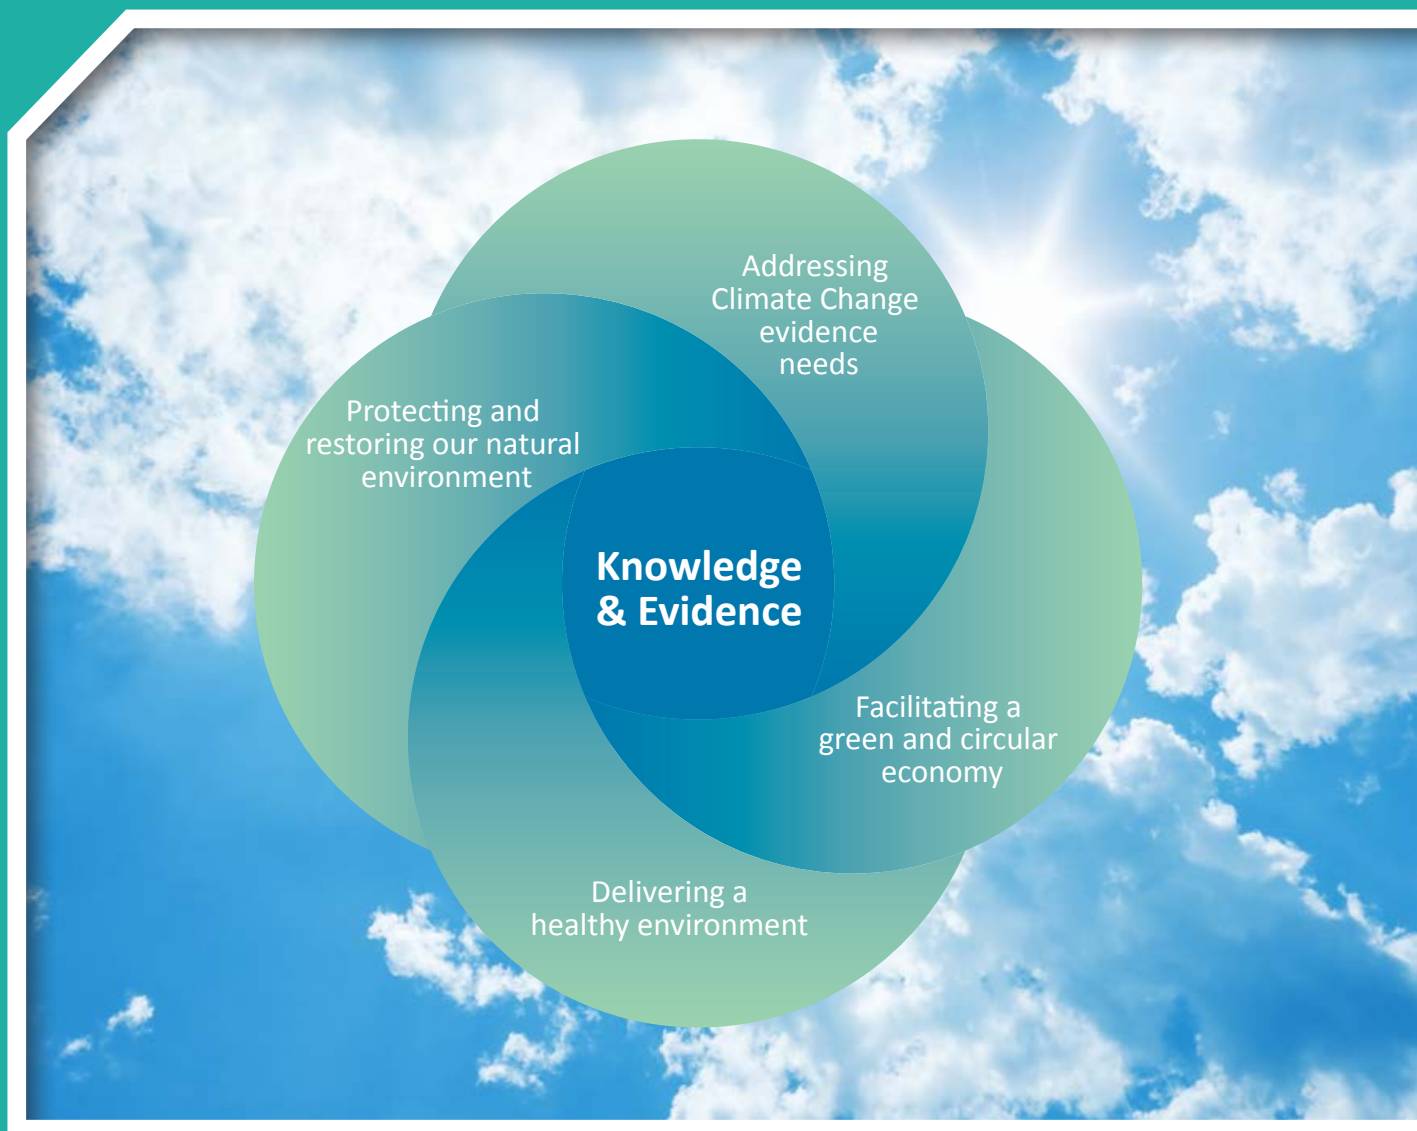 Addressing
Climate Change
evidence
needs
Protecting and
restoring our natural
environment
Knowledge
& Evidence
Facilitating a
green and circular
economy
Delivering a
healthy environment